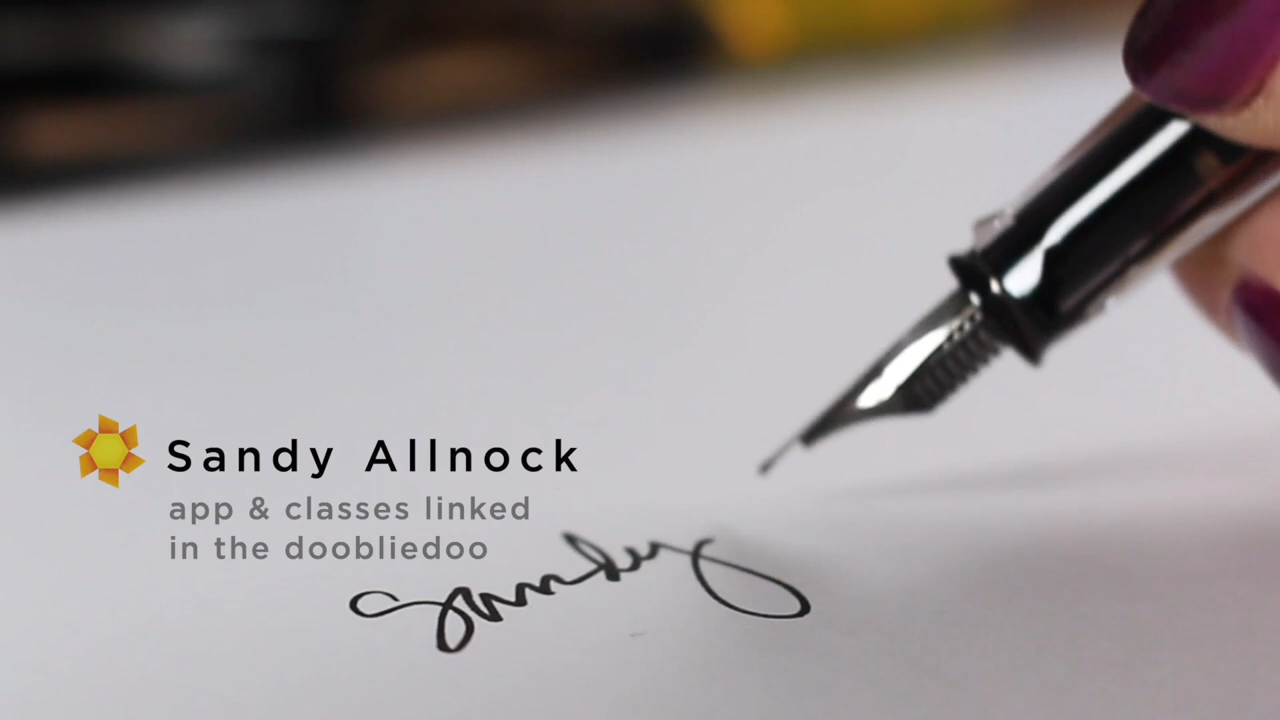 Sandy Allnock
app & classes linked
in the doobliedoo
Sandy